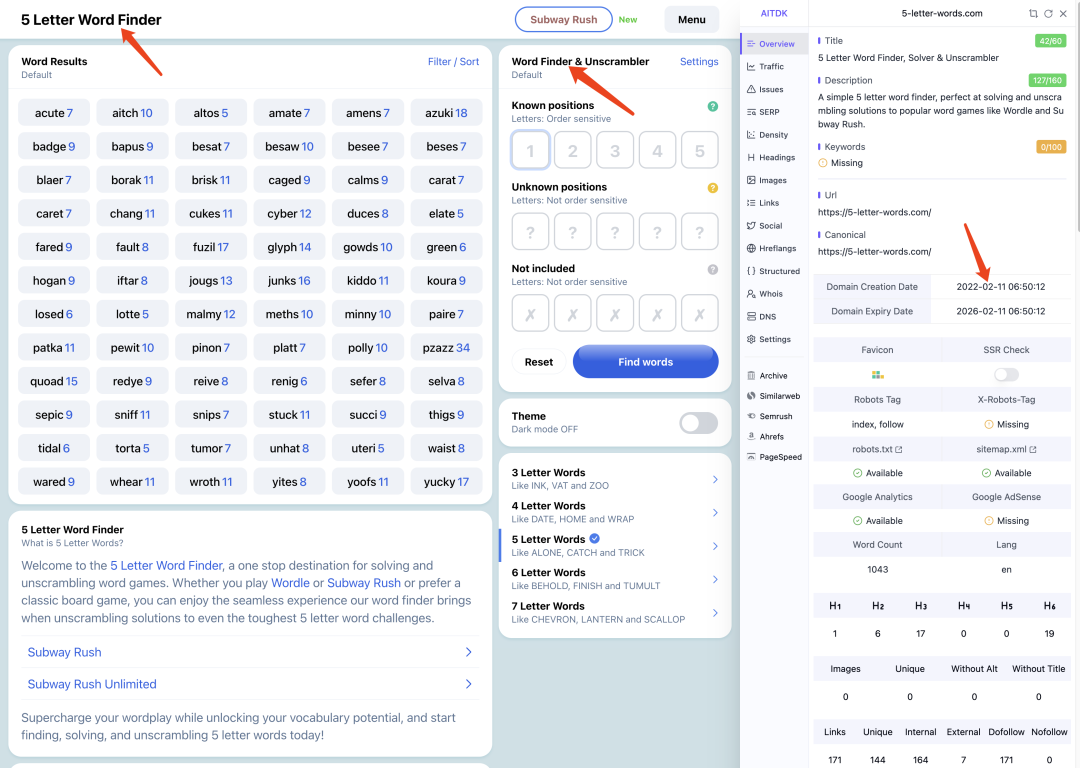 5 Letter Word Finder
Subway Rush
New
Menu
Word Results
Filter / Sort
Default
acute 7 aitch 10 altos 5 amate 7 amens 7 azuki 18
badge 9 bapus 9 besat 7 besaw 10 besee 7 beses 7
blaer 7 borak 11 brisk 11 caged 9 calms 9 carat 7
caret 7 chang 11 cukes 11 cyber 12 duces 8 elate 5
fared 9 fault 8 fuzil 17 glyph 14 gowds 10 green 6
hogan 9 iftar 8 jougs 13 junks 16 kiddo 11 koura 9
losed 6 lotte 5 malmy 12 meths 10 minny 10 paire 7
patka 11 pewit 10 pinon 7 platt 7 polly 10 pzazz 34
quoad 15 redye 9 reive 8 renig 6 sefer 8 selva 8
sepic 9 sniff 11 snips 7 stuck 11 succi 9 thigs 9
tidal 6 torta 5 tumor 7 unhat 8 uteri 5 waist 8
wared 9 whear 11 wroth 11 yites 8 yoofs 11 yucky 17
5 Letter Word Finder
What is 5 Letter Words?
Welcome to the 5 Letter Word Finder, a one stop destination for solving and
unscrambling word games. Whether you play Wordle or Subway Rush or prefer a
classic board game, you can enjoy the seamless experience our word finder brings
when unscrambling solutions to even the toughest 5 letter word challenges.
Subway Rush
Subway Rush Unlimited
Supercharge your wordplay while unlocking your vocabulary potential, and start
finding, solving, and unscrambling 5 letter words today!
Word Finder & Unscrambler
Settings
Default
Known positions
?
Letters: Order sensitive
1 2 3 4 5
Unknown positions
?
Letters: Not order sensitive
? ? ? ? ?
Not included
?
Letters: Not order sensitive
✗ ✗ ✗ ✗ ✗
Reset
Find words
Theme
Dark mode OFF
3 Letter Words
Like INK, VAT and ZOO
4 Letter Words
Like DATE, HOME and WRAP
5 Letter Words
Like ALONE, CATCH and TRICK
6 Letter Words
Like BEHOLD, FINISH and TUMULT
7 Letter Words
Like CHEVRON, LANTERN and SCALLOP
AITDK
5-letter-words.com
Overview
Traffic
Issues
SERP
Density
Headings
Images
Links
Social
Hreflangs
Structured
Whois
DNS
Settings
Archive
Similarweb
Semrush
Ahrefs
PageSpeed
Title
42/60
5 Letter Word Finder, Solver & Unscrambler
Description
127/160
A simple 5 letter word finder, perfect at solving and unscra
mbling solutions to popular word games like Wordle and Su
bway Rush.
Keywords
0/100
Missing
Url
https://5-letter-words.com/
Canonical
https://5-letter-words.com/
Domain Creation Date 2022-02-11 06:50:12
Domain Expiry Date 2026-02-11 06:50:12
Favicon SSR Check
Robots Tag X-Robots-Tag
index, follow Missing
robots.txt sitemap.xml
Available Available
Google Analytics Google AdSense
Available Missing
Word Count Lang
1043 en
H1 H2 H3 H4 H5 H6
1 6 17 0 0 19
Images Unique Without Alt Without Title
0 0 0 0
Links Unique Internal External Dofollow Nofollow
171 144 164 7 171 0